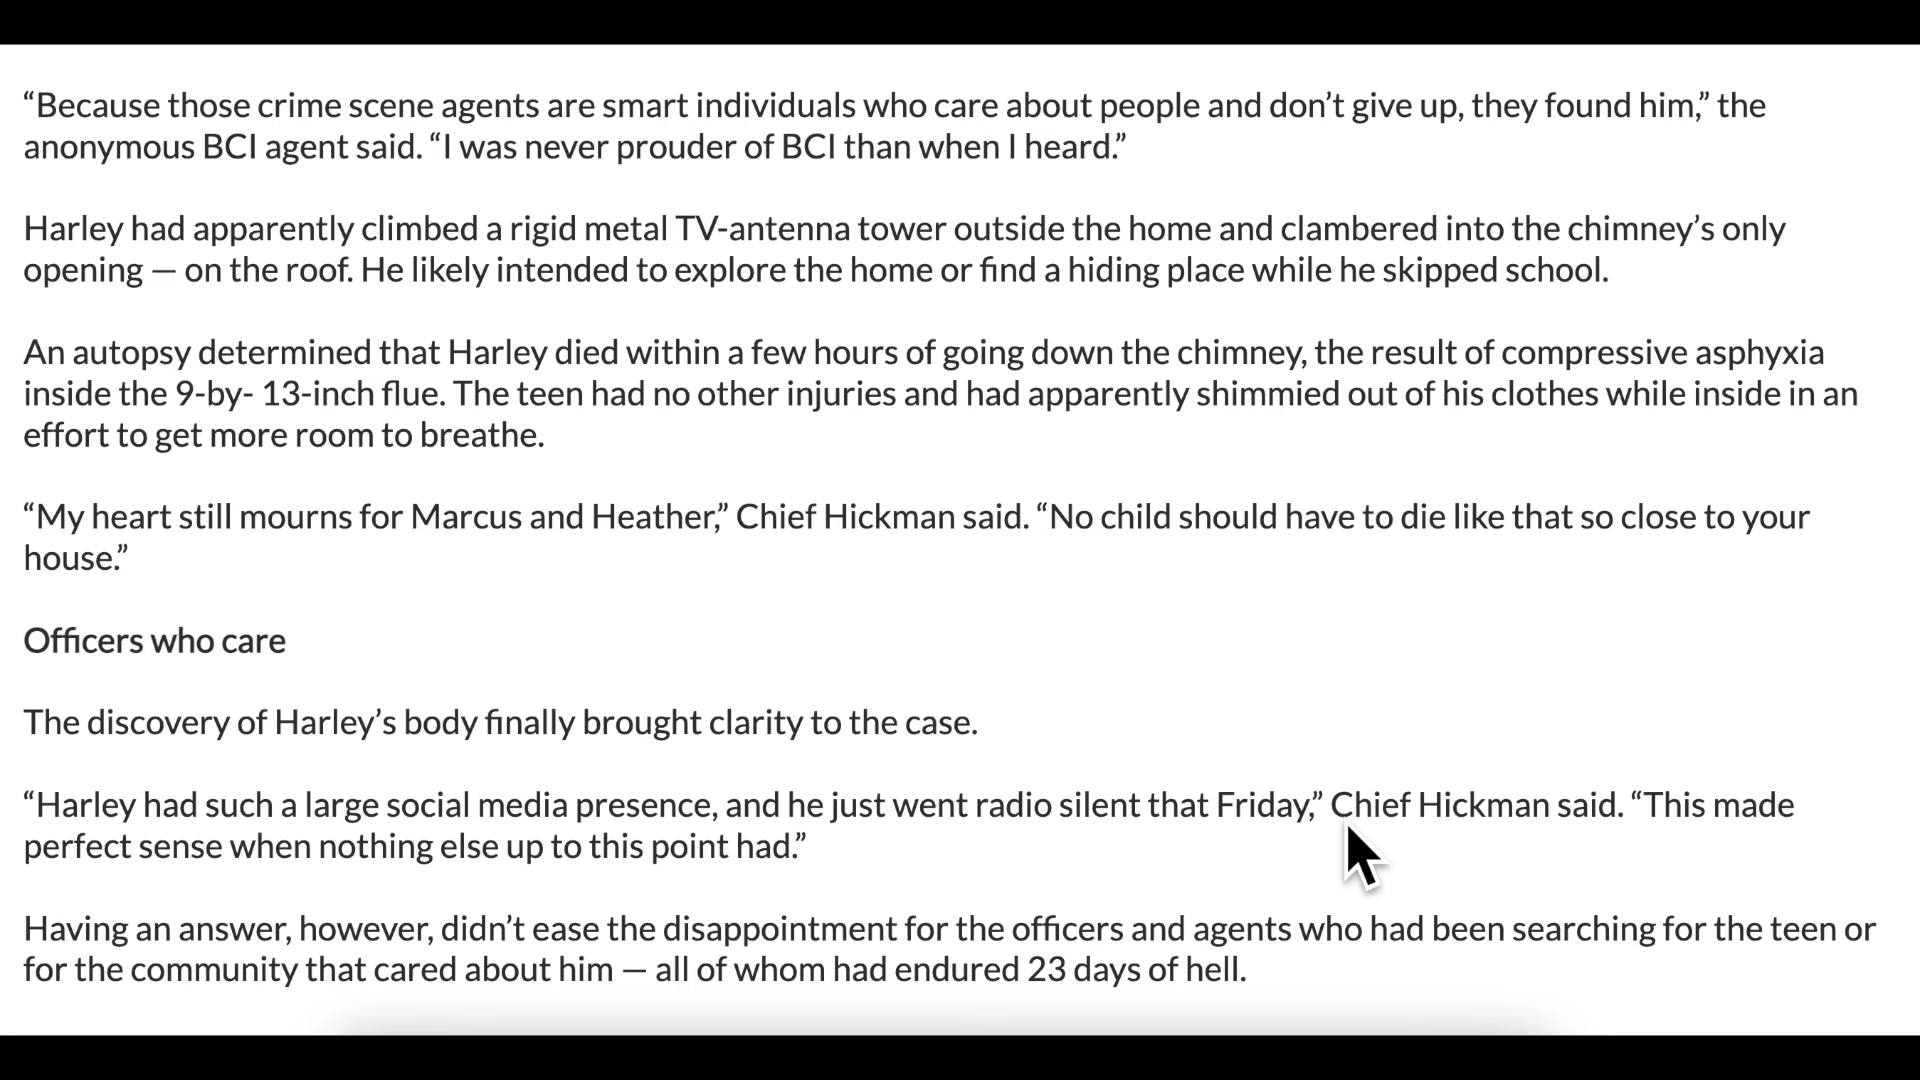 “Because those crime scene agents are smart individuals who care about people and don’t give up, they found him,” the
anonymous BCI agent said. “I was never prouder of BCI than when I heard.”
Harley had apparently climbed a rigid metal TV-antenna tower outside the home and clambered into the chimney’s only
opening — on the roof. He likely intended to explore the home or find a hiding place while he skipped school.
An autopsy determined that Harley died within a few hours of going down the chimney, the result of compressive asphyxia
inside the 9-by- 13-inch flue. The teen had no other injuries and had apparently shimmied out of his clothes while inside in an
effort to get more room to breathe.
“My heart still mourns for Marcus and Heather,” Chief Hickman said. “No child should have to die like that so close to your
house.”
Officers who care
The discovery of Harley’s body finally brought clarity to the case.
“Harley had such a large social media presence, and he just went radio silent that Friday,” Chief Hickman said. “This made
perfect sense when nothing else up to this point had.”
Having an answer, however, didn’t ease the disappointment for the officers and agents who had been searching for the teen or
for the community that cared about him — all of whom had endured 23 days of hell.